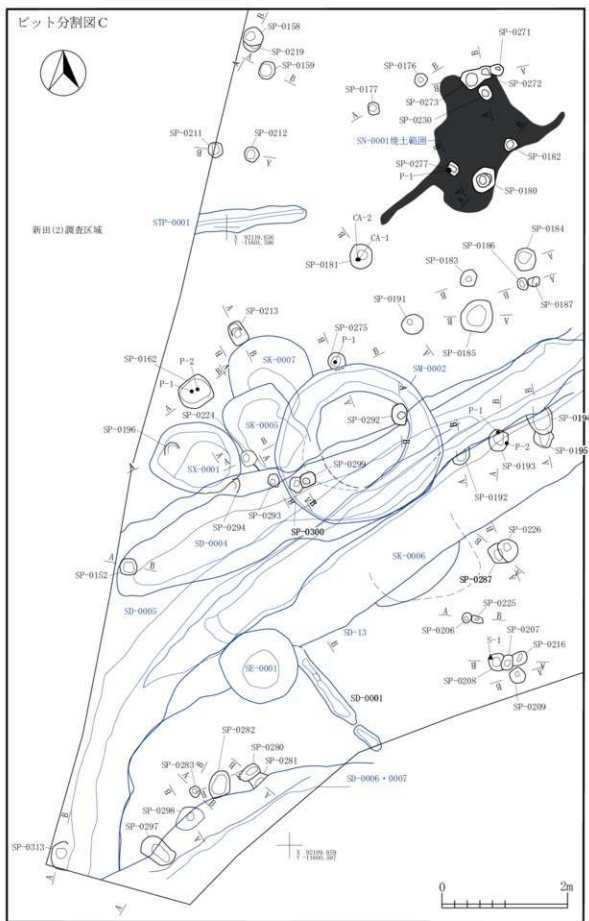 ピット分割図C
SP-0158
SP-0219
SP-0159
SP-0271
SP-0176
SP-0272
SP-0273
SP-0230
SP-0177
SN-0001焼土範囲
SP-0182
SP-0211
SP-0212
SP-0277
P-1
SP-0180
STP-0001
新田(2)調査区域
CA-2
CA-1
SP-0181
SP-0184
SP-0186
SP-0183
SP-0187
SP-0191
SP-0185
SP-0213
SP-0275
P-1
SK-0007
SM-0002
SP-0162
P-2
P-1
SP-0224
SP-0292
SK-0005
SP-0196
P-1
P-2
SP-0193
SP-0195
SX-0001
SP-0299
SP-0192
SP-0293
SP-0294
SP-0300
SD-0004
SP-0226
SK-0006
SP-0287
SP-0152
SD-0005
SP-0225
SP-0206
SD-13
S-1
SP-0207
SP-0216
SE-0001
SP-0208
SP-0209
SD-0001
SP-0282
SP-0280
SP-0283
SP-0281
SD-0006・0007
SP-0298
SP-0297
SP-0313
0
2m